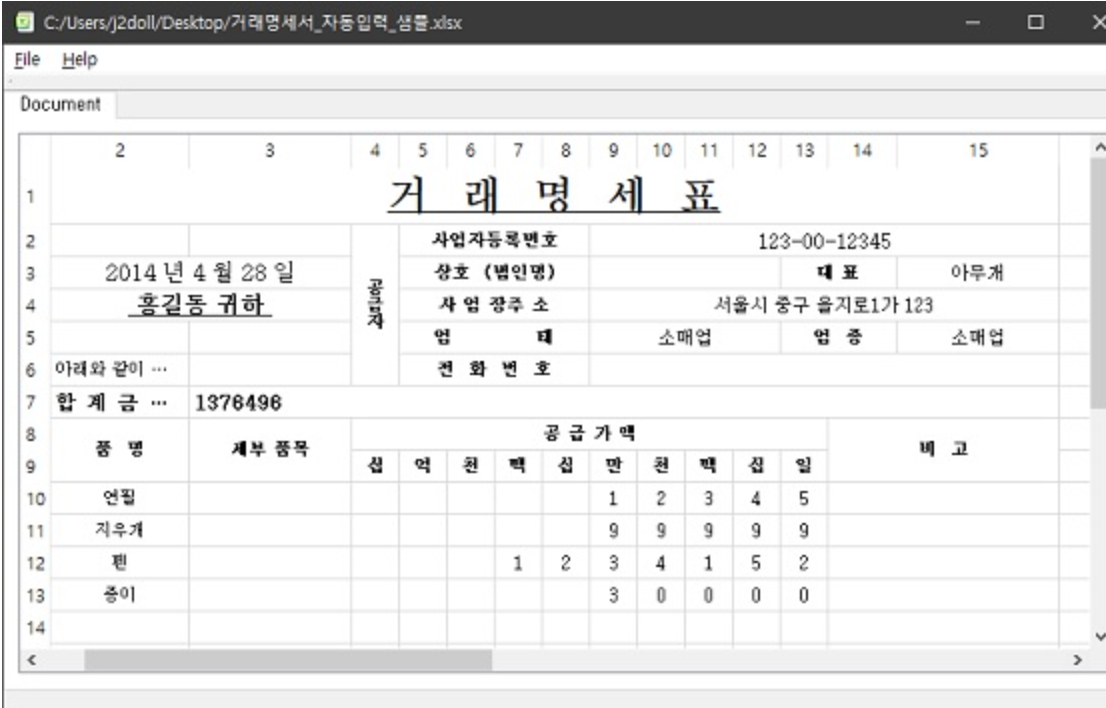 C:/Users/j2doll/Desktop/거래명세서_자동입력_샘플.xlsx
File Help
Document
2 3 4 5 6 7 8 9 10 11 12 13 14 15
1 거 래 명 세 표
2 사업자등록번호 123-00-12345
3 2014 년 4 월 28 일 상호 (법인명) 대 표 아무개
공급자
4 홍길동 귀하 사 업 장주 소 서울시 중구 을지로1가 123
5 업 태 소매업 업 종 소매업
6 아래와 같이 ... 전 화 번 호
7 합 계 금 ... 1376496
8 공 급 가 액
품 명 세부 품목 비 고
9 십 억 천 백 십 만 천 백 십 일
10 연필 1 2 3 4 5
11 지우개 9 9 9 9 9
12 펜 1 2 3 4 1 5 2
13 종이 3 0 0 0 0
14